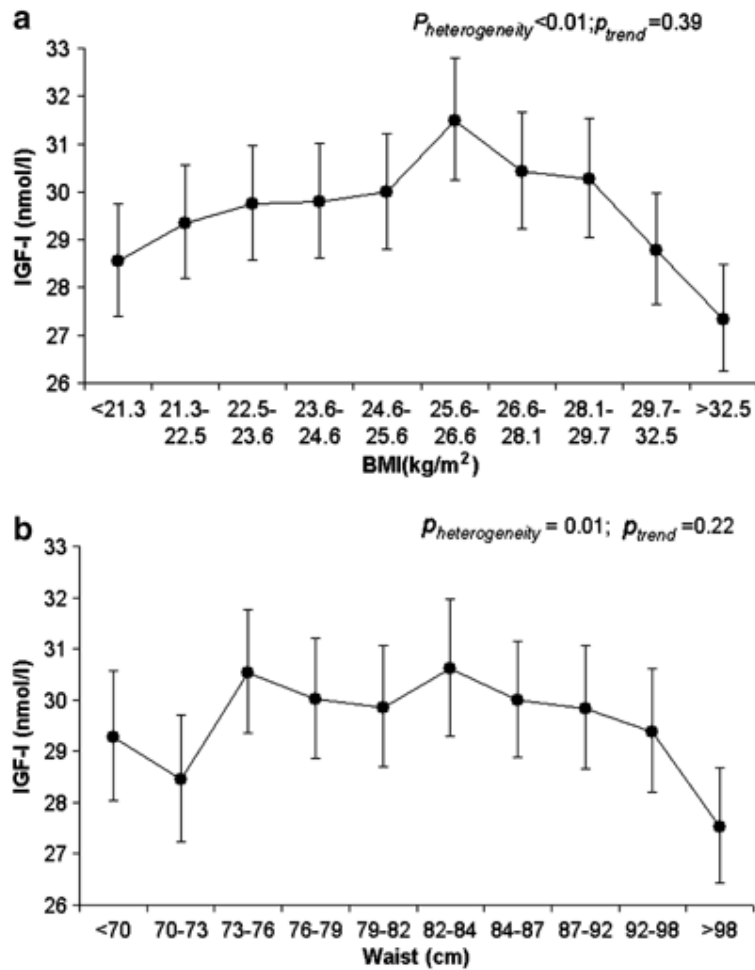 a
P heterogeneity <0.01; p trend =0.39
33
32
31
30
29
28
27
26
IGF-I (nmol/l)
<21.3 21.3- 22.5- 23.6- 24.6- 25.6- 26.6- 28.1- 29.7- >32.5
22.5 23.6 24.6 25.6 26.6 28.1 29.7 32.5
BMI(kg/m²)
b
p heterogeneity = 0.01; p trend =0.22
33
32
31
30
29
28
27
26
IGF-I (nmol/l)
<70 70-73 73-76 76-79 79-82 82-84 84-87 87-92 92-98 >98
Waist (cm)